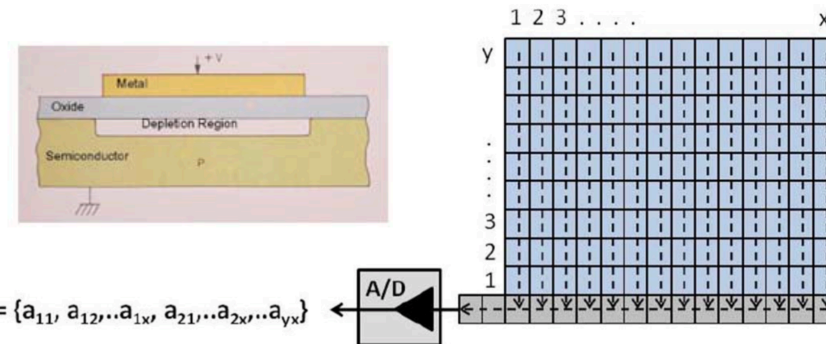 1 2 3 . . . . x
y
+V
Metal
Oxide
Depletion Region
Semiconductor
P
.
.
.
.
3
2
1
A/D
= {a11, a12,..a1x, a21,..a2x,..ayx}